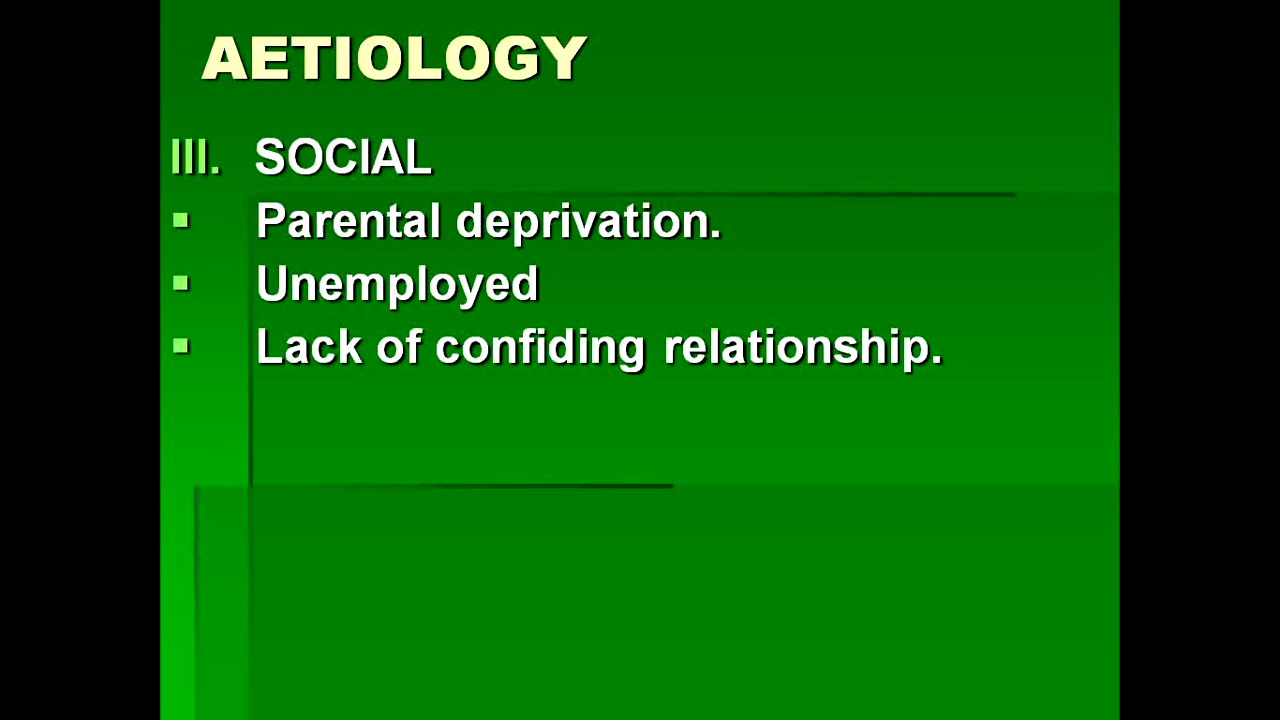 AETIOLOGY
III. SOCIAL
▪ Parental deprivation.
▪ Unemployed
▪ Lack of confiding relationship.